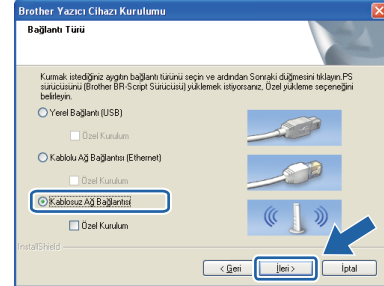 Brother Yazıcı Cihazı Kurulumu
Bağlantı Türü
Kurmak istediğiniz aygıtın bağlantı türünü seçin ve ardından Sonraki düğmesini tıklayın.PS
sürücüsünü (Brother BR-Script Sürücüsü) yüklemek istiyorsanız, Özel yükleme seçeneğini
belirleyin.
Yerel Bağlantı (USB)
Özel Kurulum
Kablolu Ağ Bağlantısı (Ethernet)
Özel Kurulum
Kablosuz Ağ Bağlantısı
Özel Kurulum
InstallShield
< Geri İleri > İptal